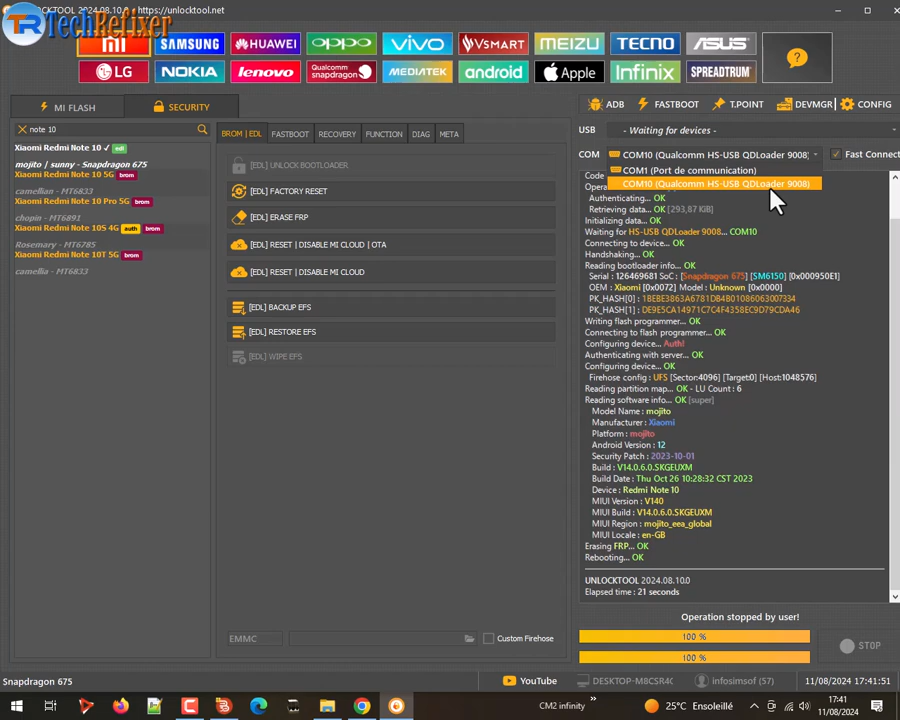 UNLOCKTOOL 2024.08.10.0 - https://unlocktool.net
TR TechRefixer
mi SAMSUNG HUAWEI oppo vivo VSMART MEIZU TECNO ASUS ?
LG NOKIA lenovo Qualcomm snapdragon MEDIATEK android Apple Infinix SPREADTRUM
MI FLASH SECURITY
note 10
Xiaomi Redmi Note 10 ✓ edl
mojito / sunny - Snapdragon 675
Xiaomi Redmi Note 10 5G brom
camellian - MT6833
Xiaomi Redmi Note 10 Pro 5G brom
chopin - MT6891
Xiaomi Redmi Note 10S 4G auth brom
Rosemary - MT6785
Xiaomi Redmi Note 10T 5G brom
camellia - MT6833
BROM | EDL FASTBOOT RECOVERY FUNCTION DIAG META
[EDL] UNLOCK BOOTLOADER
[EDL] FACTORY RESET
[EDL] ERASE FRP
[EDL] RESET | DISABLE MI CLOUD | OTA
[EDL] RESET | DISABLE MI CLOUD
[EDL] BACKUP EFS
[EDL] RESTORE EFS
[EDL] WIPE EFS
EMMC Custom Firehose
ADB FASTBOOT T.POINT DEVMGR CONFIG
USB - Waiting for devices -
COM COM10 (Qualcomm HS-USB QDLoader 9008) Fast Connect
COM1 (Port de communication)
COM10 (Qualcomm HS-USB QDLoader 9008)
Code
Opera
Authenticating... OK
Retrieving data... OK [293,87 KiB]
Initializing data... OK
Waiting for HS-USB QDLoader 9008... COM10
Connecting to device... OK
Handshaking... OK
Reading bootloader info... OK
Serial : 126469681 SoC : [Snapdragon 675] [SM6150] [0x000950E1]
OEM : Xiaomi [0x0072] Model : Unknown [0x0000]
PK_HASH[0] : 1BEBE3863A6781D84B01086063007334
PK_HASH[1] : DE9E5CA14971C7C4F4358EC9D79CDA46
Writing flash programmer... OK
Connecting to flash programmer... OK
Configuring device... Auth!
Authenticating with server... OK
Configuring device... OK
Firehose config : UFS [Sector:4096] [Target:0] [Host:1048576]
Reading partition map... OK - LU Count : 6
Reading software info... OK [super]
Model Name : mojito
Manufacturer : Xiaomi
Platform : mojito
Android Version : 12
Security Patch : 2023-10-01
Build : V14.0.6.0.SKGEUXM
Build Date : Thu Oct 26 10:28:32 CST 2023
Device : Redmi Note 10
MIUI Version : V140
MIUI Build : V14.0.6.0.SKGEUXM
MIUI Region : mojito_eea_global
MIUI Locale : en-GB
Erasing FRP... OK
Rebooting... OK
UNLOCKTOOL 2024.08.10.0
Elapsed time : 21 seconds
Operation stopped by user!
100 %
100 %
STOP
Snapdragon 675 YouTube DESKTOP-M8CSR4 infosimsof (57) 11/08/2024 17:41:51
CM2 infinity » 25°C Ensoleillé 17:41
11/08/2024